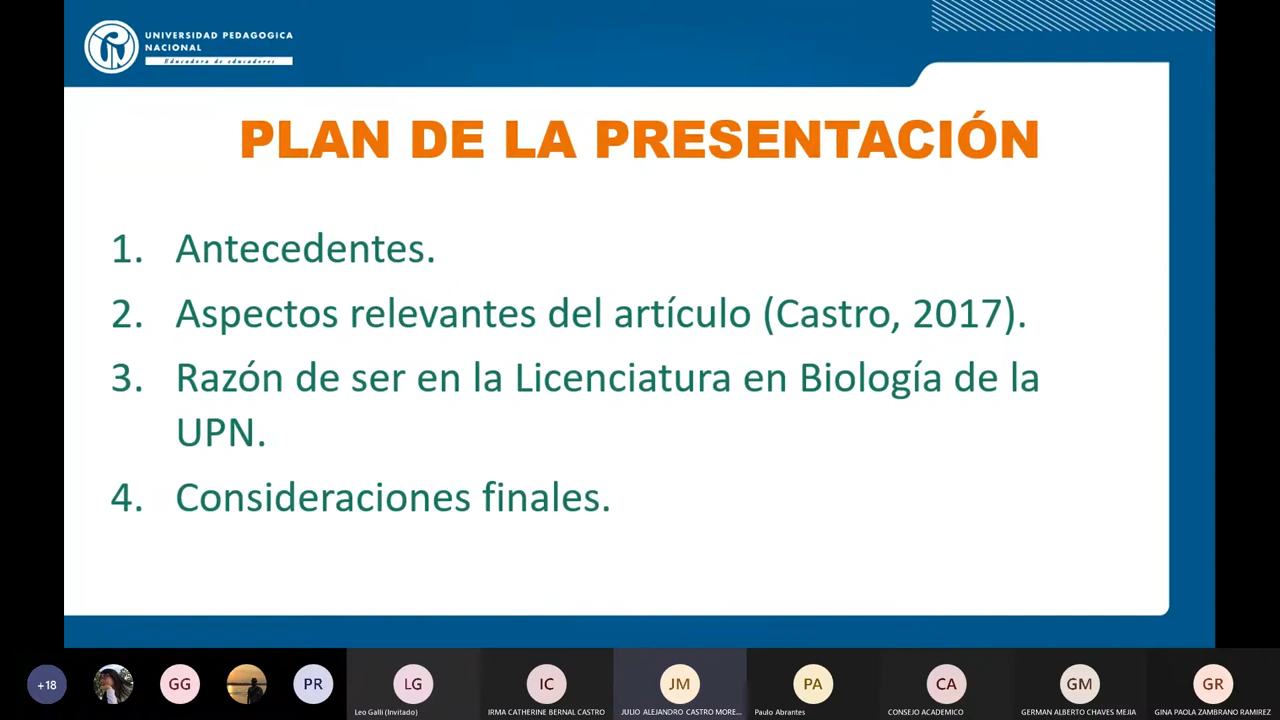 UNIVERSIDAD PEDAGOGICA
NACIONAL
Educadora de educadores
PLAN DE LA PRESENTACIÓN
1. Antecedentes.
2. Aspectos relevantes del artículo (Castro, 2017).
3. Razón de ser en la Licenciatura en Biología de la
UPN.
4. Consideraciones finales.
+18
GG
PR
LG
IC
JM
PA
CA
GM
GR
Leo Galli (Invitado)
IRMA CATHERINE BERNAL CASTRO
JULIO ALEJANDRO CASTRO MORE...
Paulo Abrantes
CONSEJO ACADEMICO
GERMAN ALBERTO CHAVES MEJIA
GINA PAOLA ZAMBRANO RAMIREZ